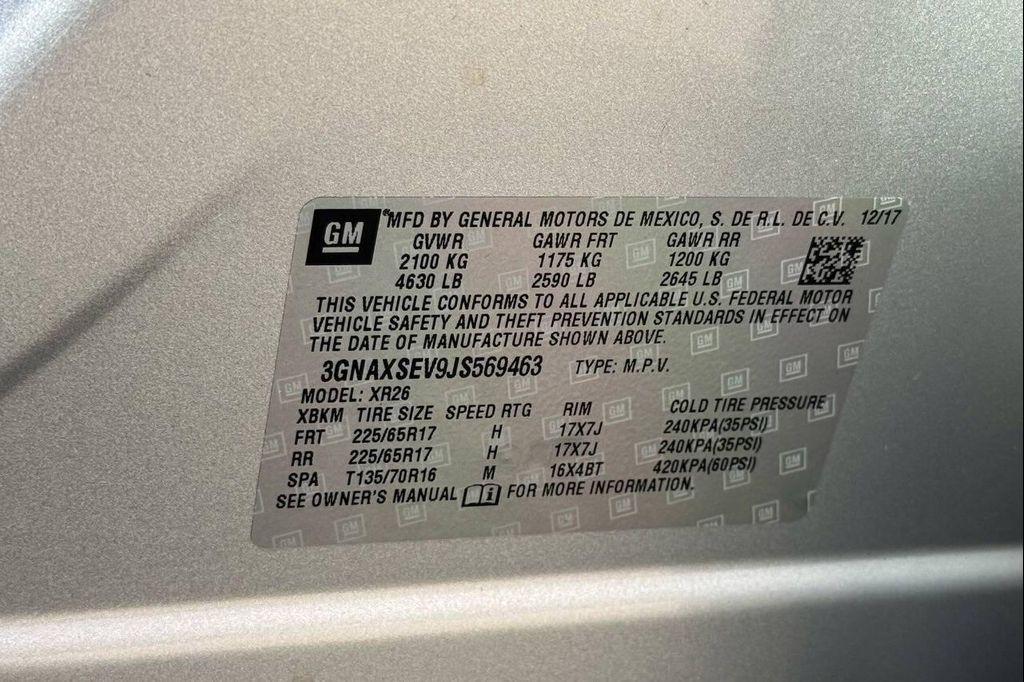 GM
®MFD BY GENERAL MOTORS DE MEXICO, S. DE R.L. DE C.V. 12/17
GVWR GAWR FRT GAWR RR
2100 KG 1175 KG 1200 KG
4630 LB 2590 LB 2645 LB
THIS VEHICLE CONFORMS TO ALL APPLICABLE U.S. FEDERAL MOTOR
VEHICLE SAFETY AND THEFT PREVENTION STANDARDS IN EFFECT ON
THE DATE OF MANUFACTURE SHOWN ABOVE.
3GNAXSEV9JS569463 TYPE: M.P.V.
MODEL: XR26
XBKM TIRE SIZE SPEED RTG RIM COLD TIRE PRESSURE
FRT 225/65R17 H 17X7J 240KPA(35PSI)
RR 225/65R17 H 17X7J 240KPA(35PSI)
SPA T135/70R16 M 16X4BT 420KPA(60PSI)
SEE OWNER'S MANUAL FOR MORE INFORMATION.